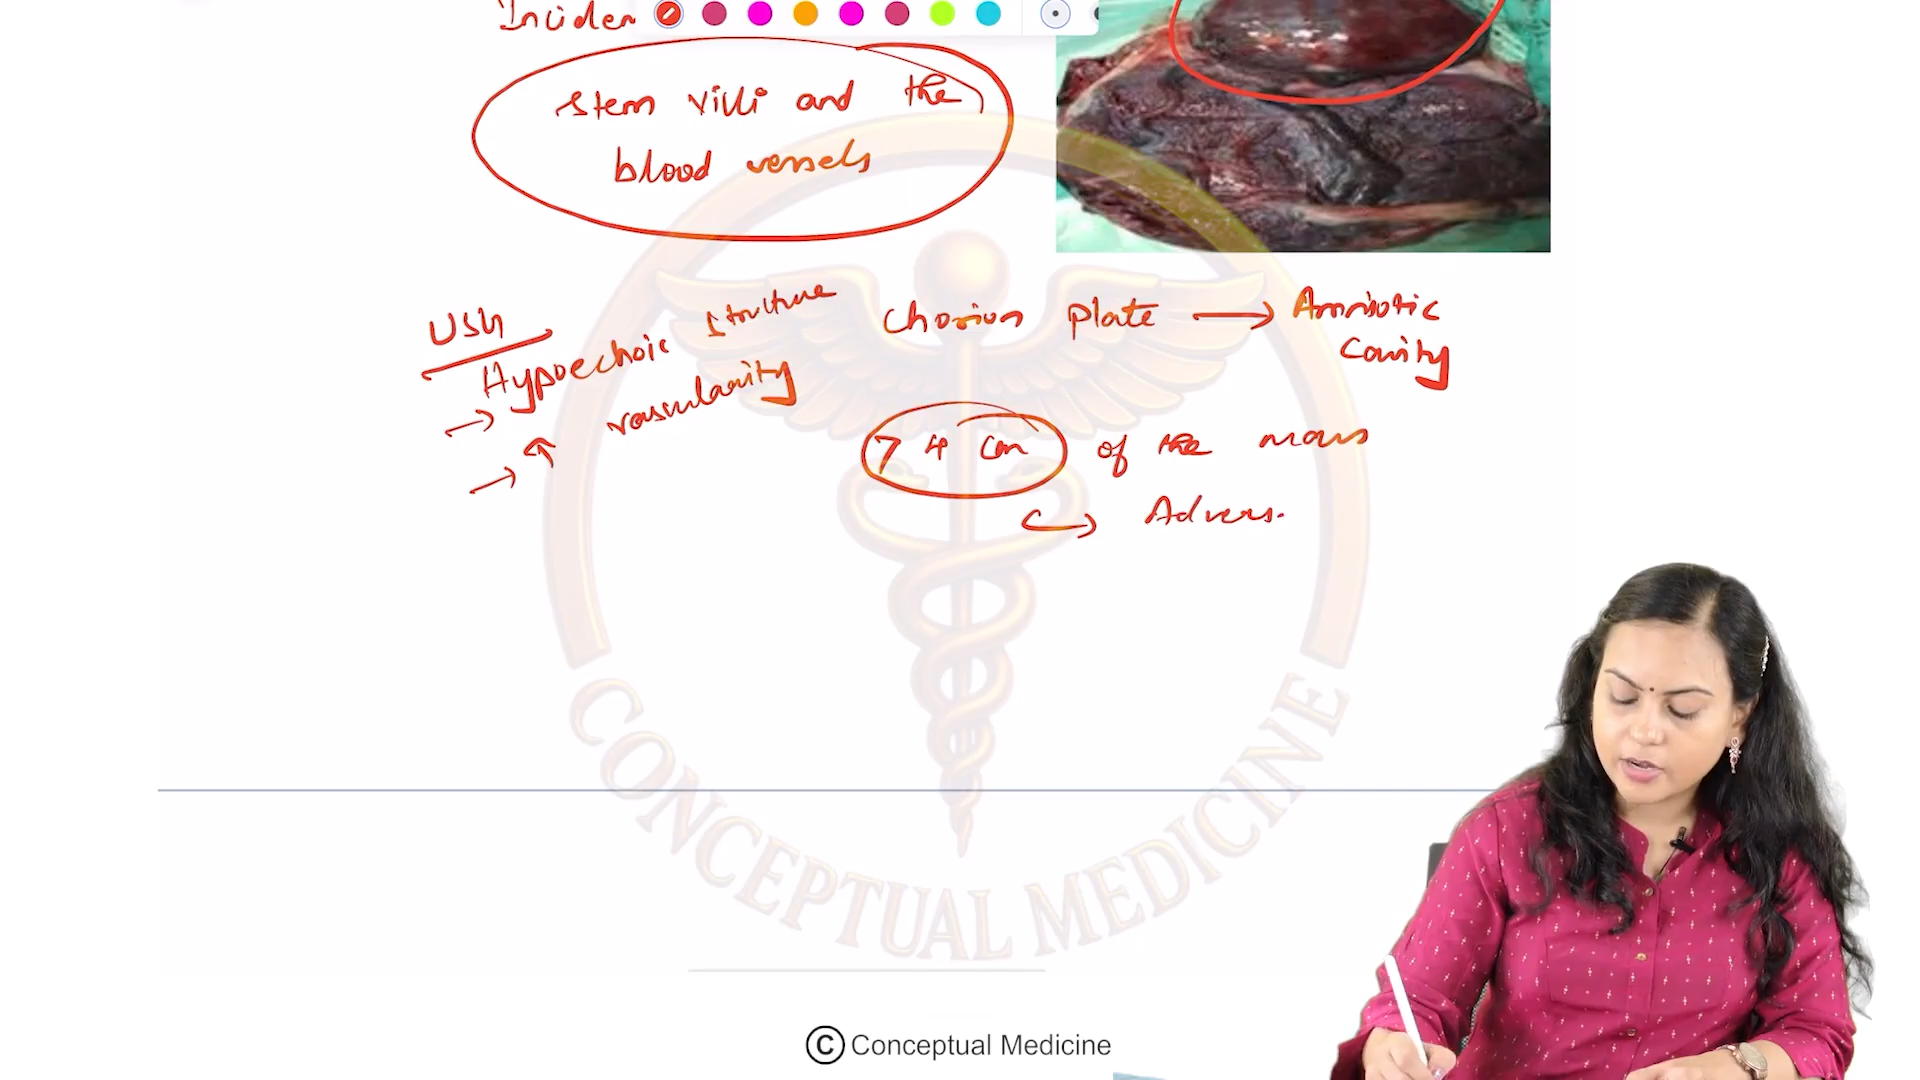 Inciden
stem villi and the
blood vessels
USG
→ Hypoechoic structure
→ ↑ vascularity
Chorion plate → Amniotic
Cavity
> 4 cm of the mass
↪ Advers.
CONCEPTUAL MEDICINE
© Conceptual Medicine